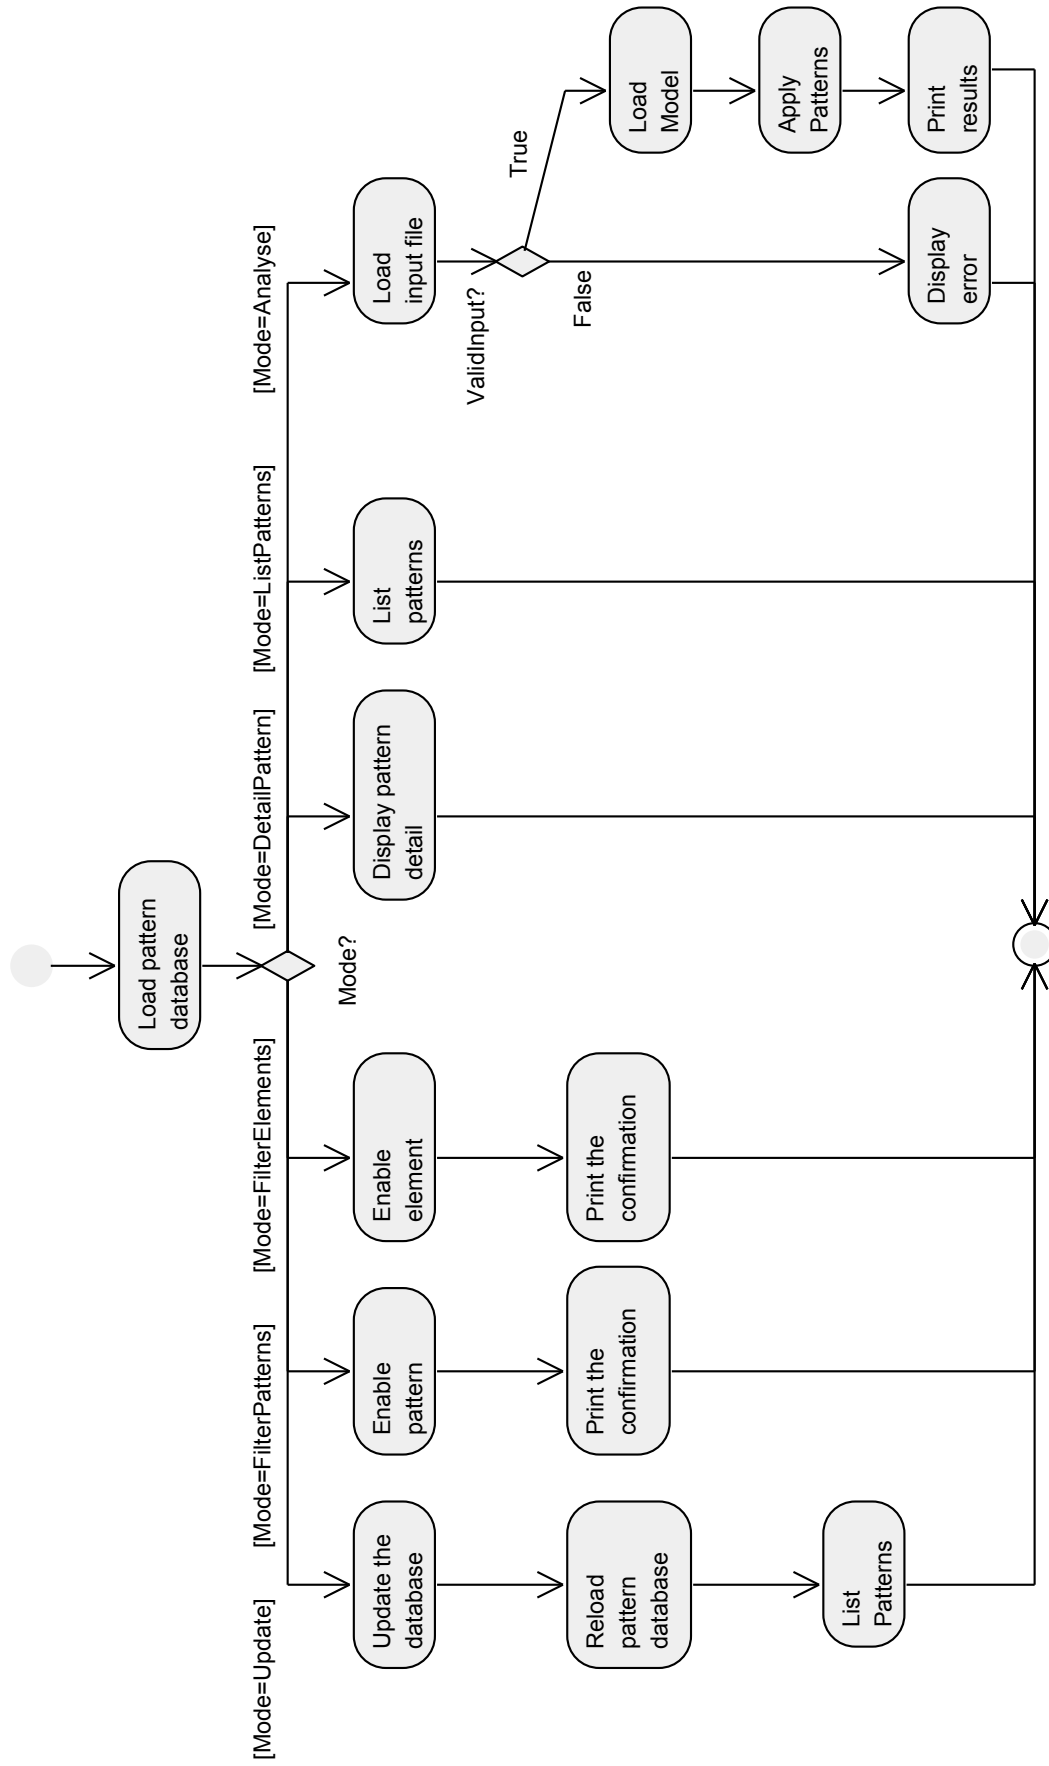 Load pattern
database
Mode?
[Mode=Update]
[Mode=FilterPatterns]
[Mode=FilterElements]
[Mode=DetailPattern]
[Mode=ListPatterns]
[Mode=Analyse]
Update the
database
Enable
pattern
Enable
element
Display pattern
detail
List
patterns
Load
input file
ValidInput?
True
False
Reload
pattern
database
Print the
confirmation
Print the
confirmation
Load
Model
Apply
Patterns
List
Patterns
Display
error
Print
results